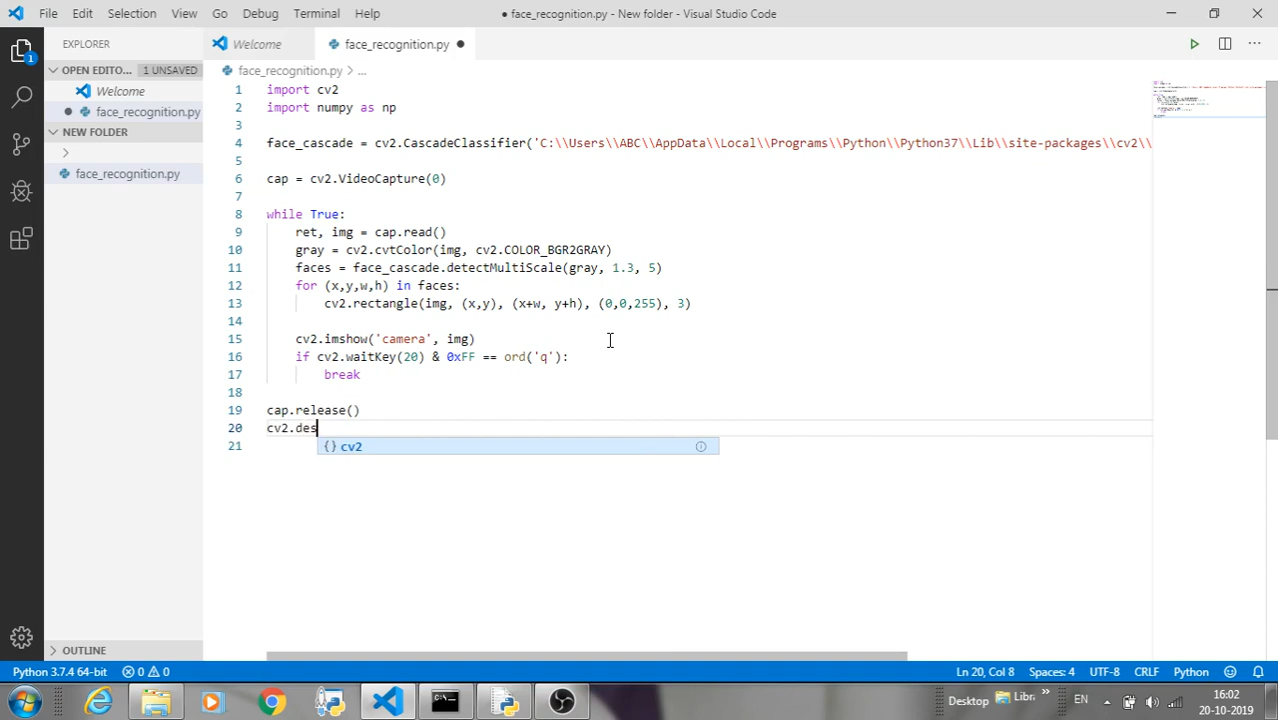 File Edit Selection View Go Debug Terminal Help
● face_recognition.py - New folder - Visual Studio Code
EXPLORER
Welcome
face_recognition.py ●
OPEN EDITO... 1 UNSAVED
Welcome
● face_recognition.py
NEW FOLDER
face_recognition.py
1
face_recognition.py > ...
1 import cv2
2 import numpy as np
3
4 face_cascade = cv2.CascadeClassifier('C:\\Users\\ABC\\AppData\\Local\\Programs\\Python\\Python37\\Lib\\site-packages\\cv2\\
5
6 cap = cv2.VideoCapture(0)
7
8 while True:
9 ret, img = cap.read()
10 gray = cv2.cvtColor(img, cv2.COLOR_BGR2GRAY)
11 faces = face_cascade.detectMultiScale(gray, 1.3, 5)
12 for (x,y,w,h) in faces:
13 cv2.rectangle(img, (x,y), (x+w, y+h), (0,0,255), 3)
14
15 cv2.imshow('camera', img)
16 if cv2.waitKey(20) & 0xFF == ord('q'):
17 break
18
19 cap.release()
20 cv2.des
{} cv2
21
OUTLINE
Python 3.7.4 64-bit 0 0
Ln 20, Col 8 Spaces: 4 UTF-8 CRLF Python
Desktop Libr » EN
16:02
20-10-2019